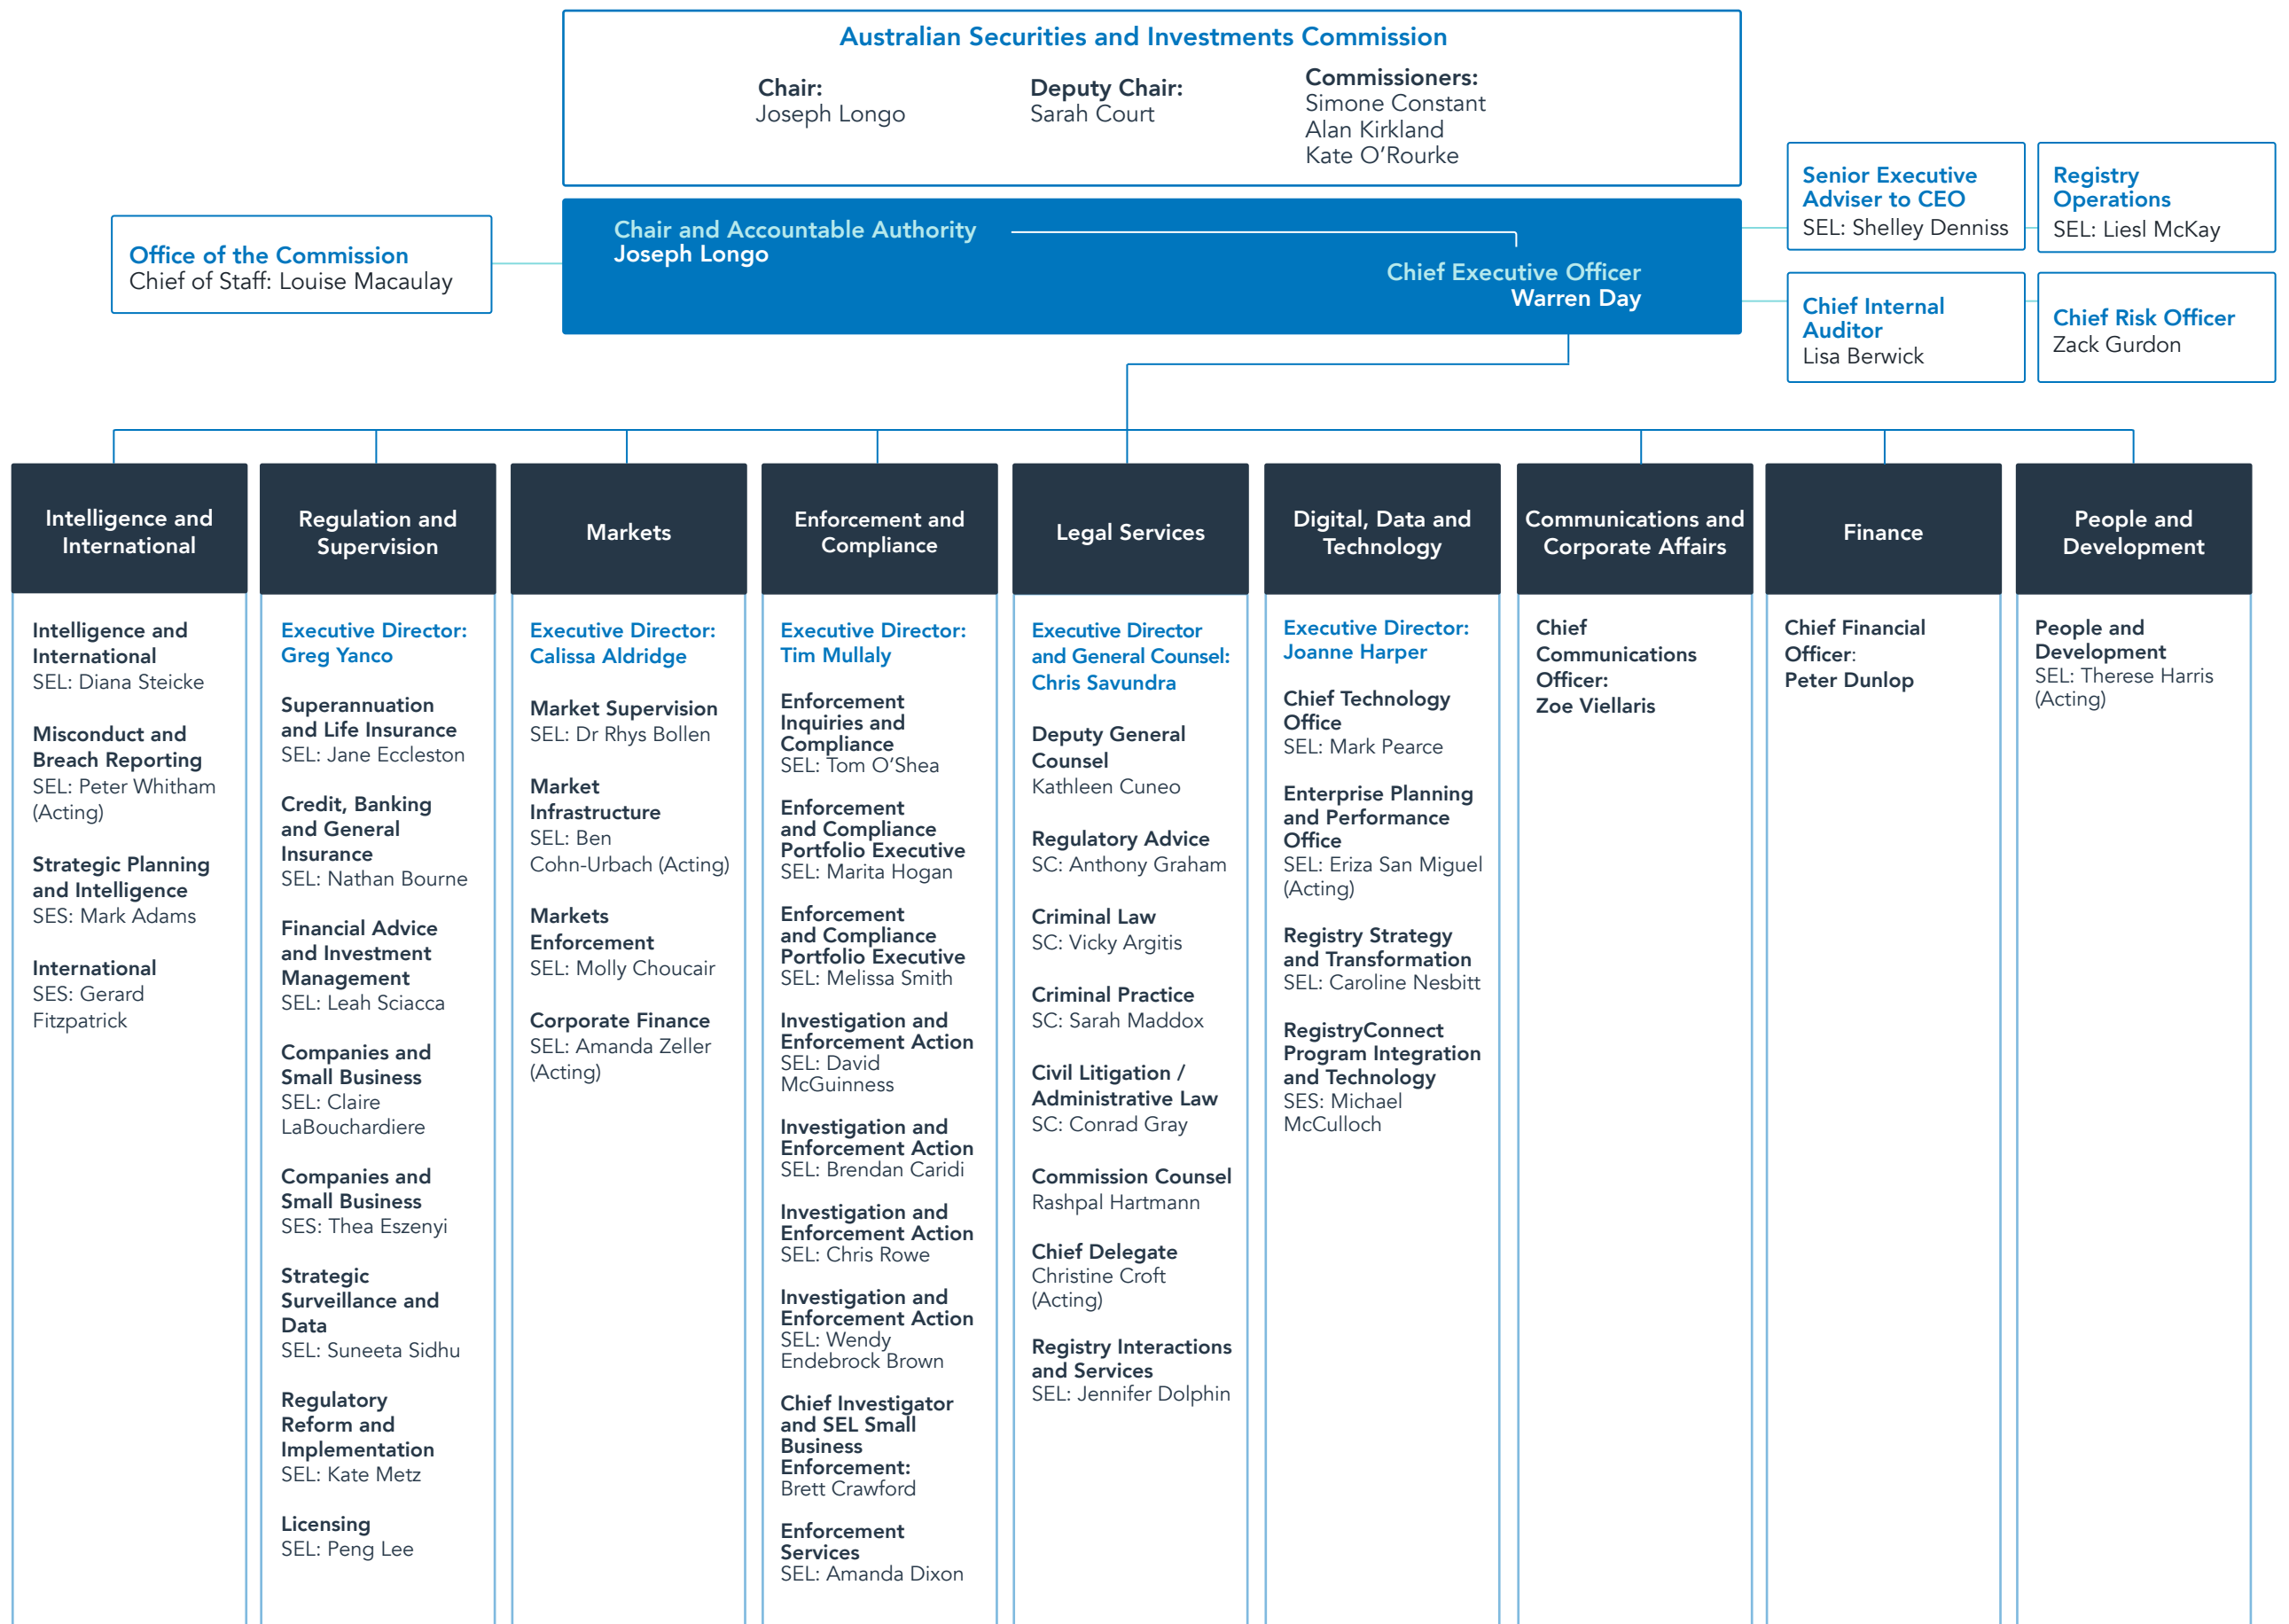 Australian Securities and Investments Commission
Chair:
Joseph Longo
Deputy Chair:
Sarah Court
Commissioners:
Simone Constant
Alan Kirkland
Kate O’Rourke
Office of the Commission
Chief of Staff: Louise Macaulay
Chair and Accountable Authority
Joseph Longo
Chief Executive Officer
Warren Day
Senior Executive
Adviser to CEO
SEL: Shelley Denniss
Registry
Operations
SEL: Liesl McKay
Chief Internal
Auditor
Lisa Berwick
Chief Risk Officer
Zack Gurdon
Intelligence and
International
Intelligence and
International
SEL: Diana Steicke
Misconduct and
Breach Reporting
SEL: Peter Whitham
(Acting)
Strategic Planning
and Intelligence
SES: Mark Adams
International
SES: Gerard
Fitzpatrick
Regulation and
Supervision
Executive Director:
Greg Yanco
Superannuation
and Life Insurance
SEL: Jane Eccleston
Credit, Banking
and General
Insurance
SEL: Nathan Bourne
Financial Advice
and Investment
Management
SEL: Leah Sciacca
Companies and
Small Business
SEL: Claire
LaBouchardiere
Companies and
Small Business
SES: Thea Eszenyi
Strategic
Surveillance and
Data
SEL: Suneeta Sidhu
Regulatory
Reform and
Implementation
SEL: Kate Metz
Licensing
SEL: Peng Lee
Markets
Executive Director:
Calissa Aldridge
Market Supervision
SEL: Dr Rhys Bollen
Market
Infrastructure
SEL: Ben
Cohn-Urbach (Acting)
Markets
Enforcement
SEL: Molly Choucair
Corporate Finance
SEL: Amanda Zeller
(Acting)
Enforcement and
Compliance
Executive Director:
Tim Mullaly
Enforcement
Inquiries and
Compliance
SEL: Tom O’Shea
Enforcement
and Compliance
Portfolio Executive
SEL: Marita Hogan
Enforcement
and Compliance
Portfolio Executive
SEL: Melissa Smith
Investigation and
Enforcement Action
SEL: David
McGuinness
Investigation and
Enforcement Action
SEL: Brendan Caridi
Investigation and
Enforcement Action
SEL: Chris Rowe
Investigation and
Enforcement Action
SEL: Wendy
Endebrock Brown
Chief Investigator
and SEL Small
Business
Enforcement:
Brett Crawford
Enforcement
Services
SEL: Amanda Dixon
Legal Services
Executive Director
and General Counsel:
Chris Savundra
Deputy General
Counsel
Kathleen Cuneo
Regulatory Advice
SC: Anthony Graham
Criminal Law
SC: Vicky Argitis
Criminal Practice
SC: Sarah Maddox
Civil Litigation /
Administrative Law
SC: Conrad Gray
Commission Counsel
Rashpal Hartmann
Chief Delegate
Christine Croft
(Acting)
Registry Interactions
and Services
SEL: Jennifer Dolphin
Digital, Data and
Technology
Executive Director:
Joanne Harper
Chief Technology
Office
SEL: Mark Pearce
Enterprise Planning
and Performance
Office
SEL: Eriza San Miguel
(Acting)
Registry Strategy
and Transformation
SEL: Caroline Nesbitt
RegistryConnect
Program Integration
and Technology
SES: Michael
McCulloch
Communications and
Corporate Affairs
Chief
Communications
Officer:
Zoe Viellaris
Finance
Chief Financial
Officer:
Peter Dunlop
People and
Development
People and
Development
SEL: Therese Harris
(Acting)